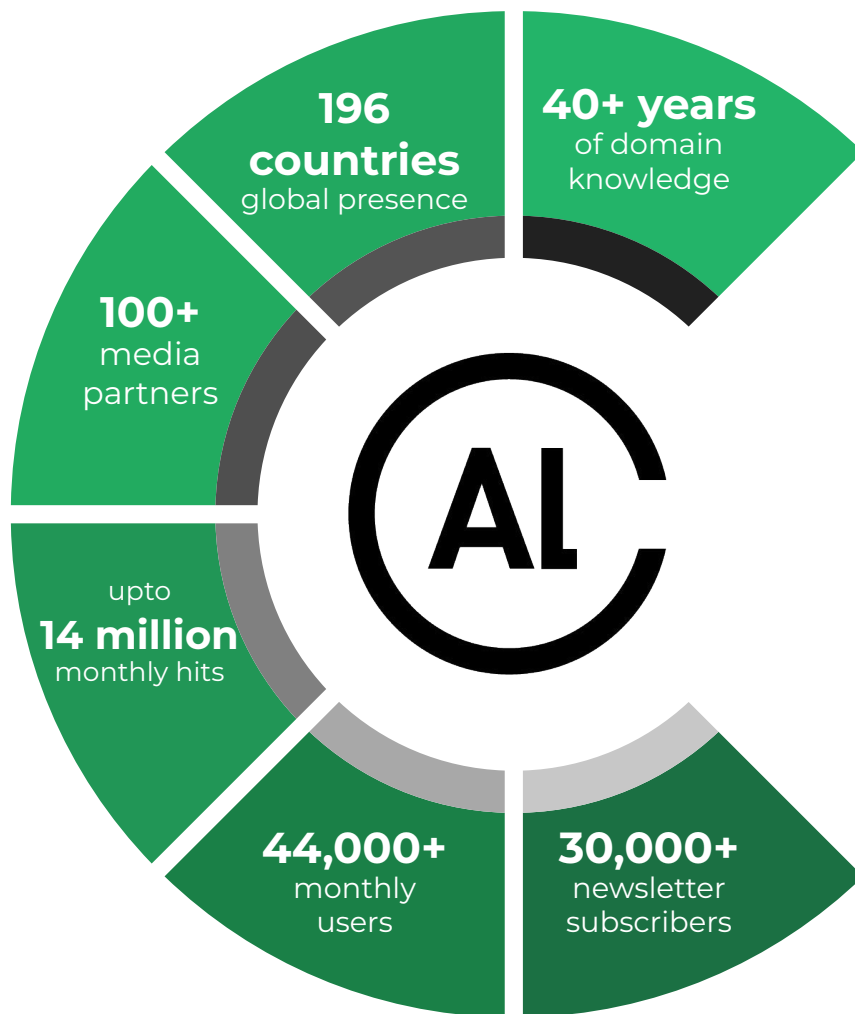 40+ years
of domain
knowledge
196
countries
global presence
100+
media
partners
upto
14 million
monthly hits
44,000+
monthly
users
30,000+
newsletter
subscribers
AL